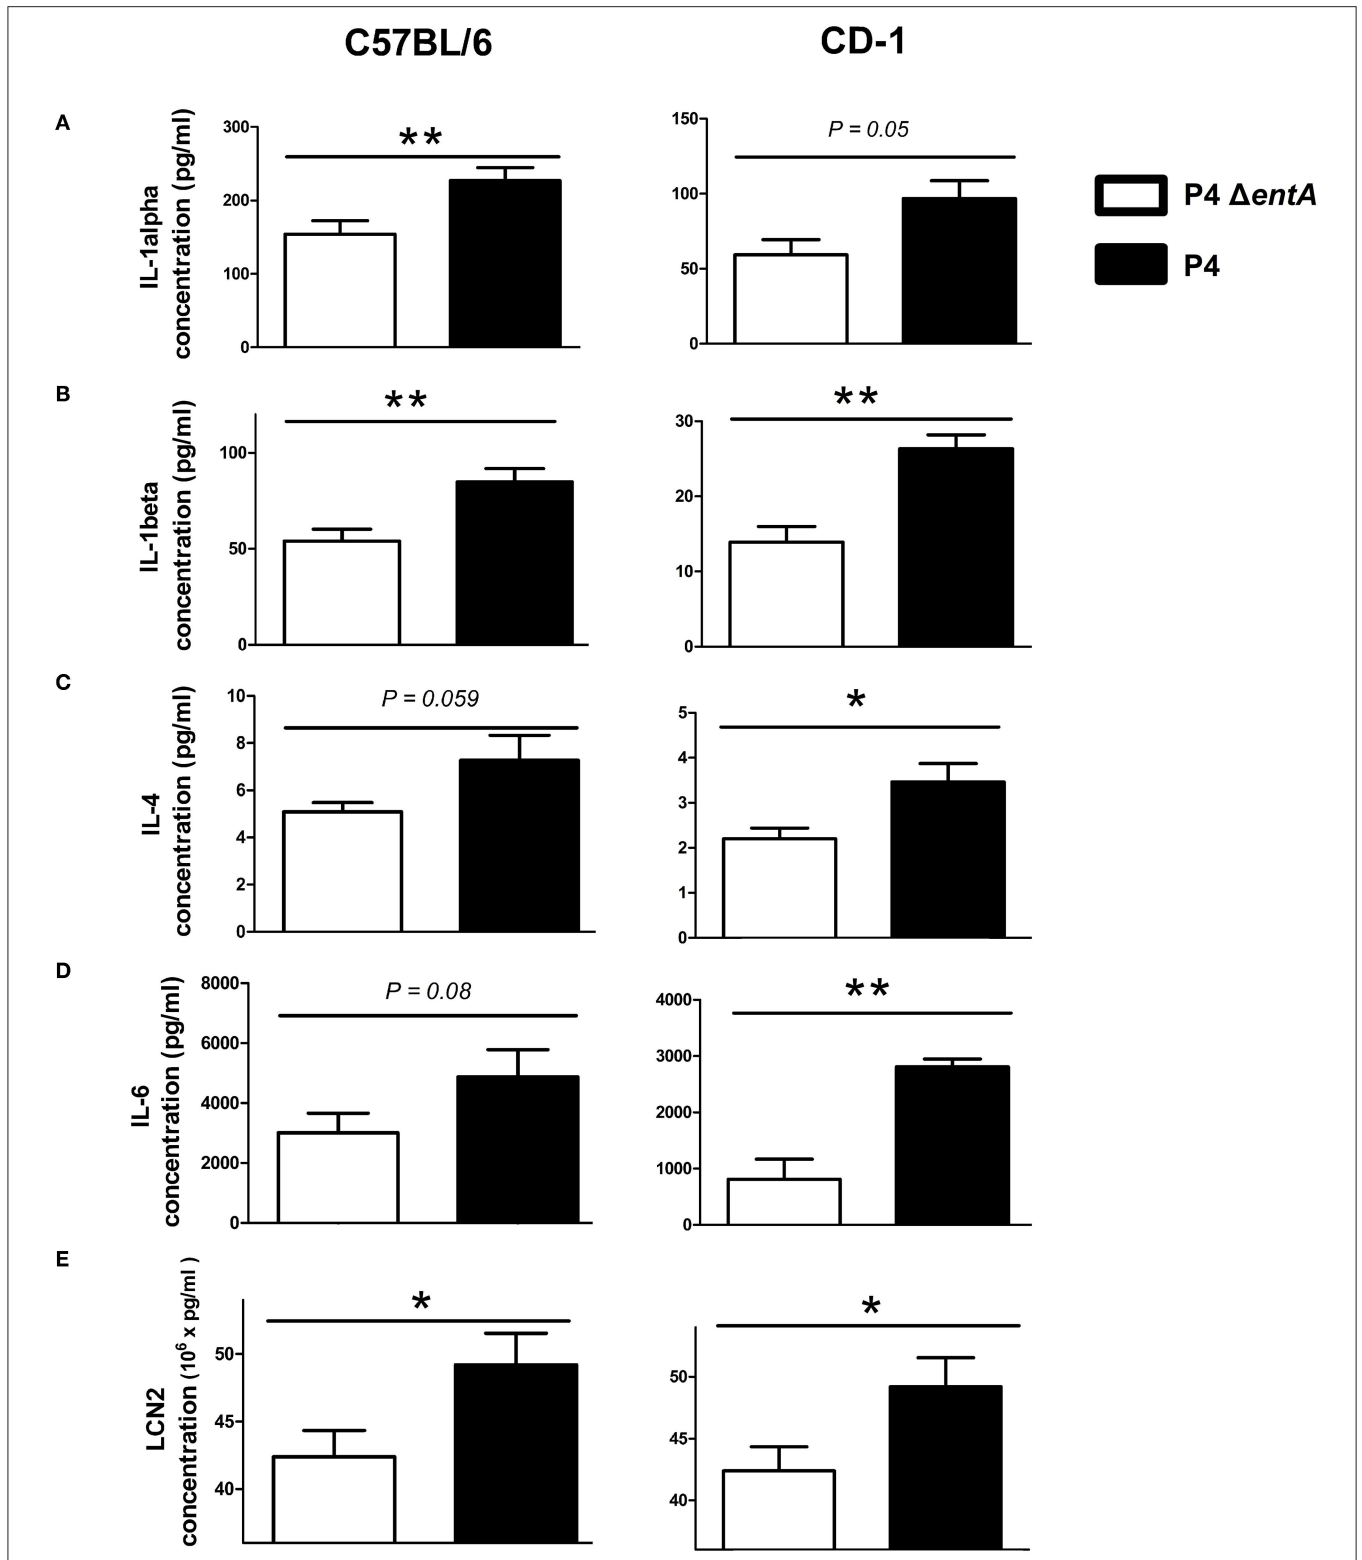 C57BL/6
CD-1
A
IL-1alpha
concentration (pg/ml)
300
200
100
0
**
150
100
50
0
P = 0.05
P4 ΔentA
P4
B
IL-1beta
concentration (pg/ml)
100
50
0
**
30
20
10
0
**
C
IL-4
concentration (pg/ml)
10
8
6
4
2
0
P = 0.059
5
4
3
2
1
0
*
D
IL-6
concentration (pg/ml)
8000
6000
4000
2000
0
P = 0.08
4000
3000
2000
1000
0
**
E
LCN2
concentration (10⁶ x pg/ml )
50
45
40
*
50
45
40
*